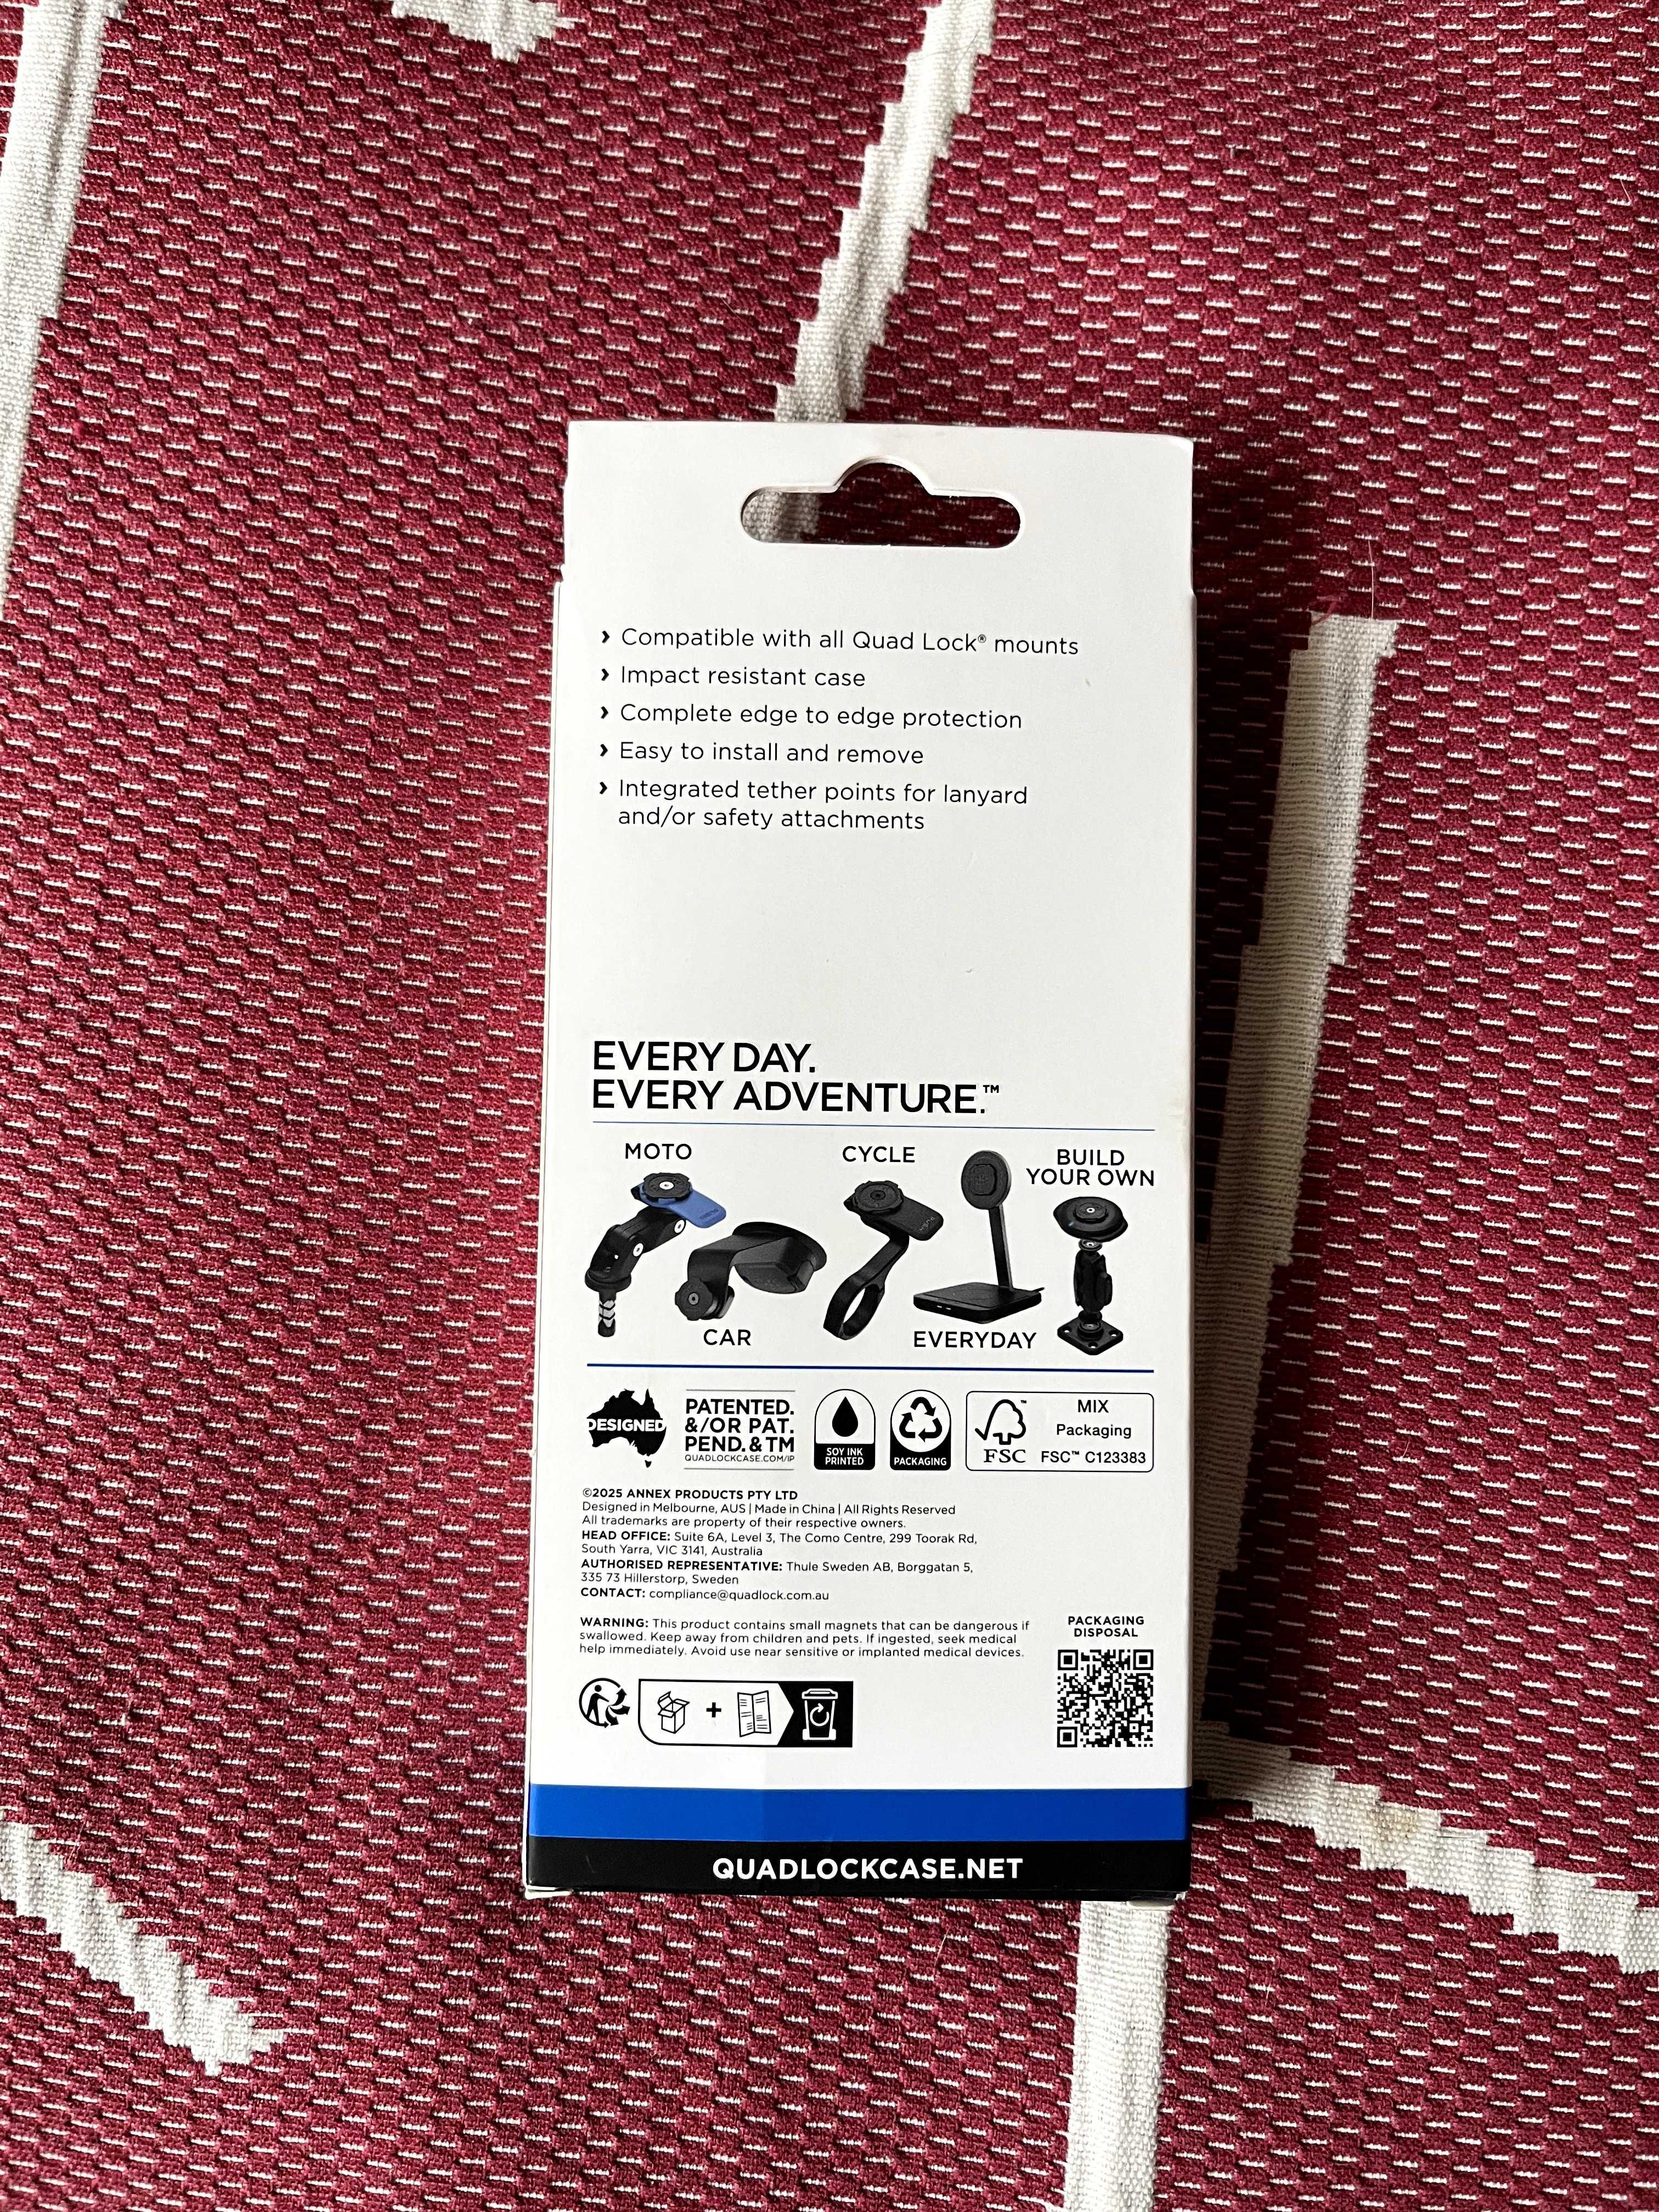 › Compatible with all Quad Lock® mounts
› Impact resistant case
› Complete edge to edge protection
› Easy to install and remove
› Integrated tether points for lanyard
and/or safety attachments
EVERY DAY.
EVERY ADVENTURE.™
MOTO
CAR
CYCLE
EVERYDAY
BUILD
YOUR OWN
DESIGNED
PATENTED.
&/OR PAT.
PEND. & TM
QUADLOCKCASE.COM/IP
SOY INK
PRINTED
PACKAGING
FSC
MIX
Packaging
FSC™ C123383
©2025 ANNEX PRODUCTS PTY LTD
Designed in Melbourne, AUS | Made in China | All Rights Reserved
All trademarks are property of their respective owners.
HEAD OFFICE: Suite 6A, Level 3, The Como Centre, 299 Toorak Rd,
South Yarra, VIC 3141, Australia
AUTHORISED REPRESENTATIVE: Thule Sweden AB, Borggatan 5,
335 73 Hillerstorp, Sweden
CONTACT: compliance@quadlock.com.au
WARNING: This product contains small magnets that can be dangerous if
swallowed. Keep away from children and pets. If ingested, seek medical
help immediately. Avoid use near sensitive or implanted medical devices.
PACKAGING
DISPOSAL
QUADLOCKCASE.NET